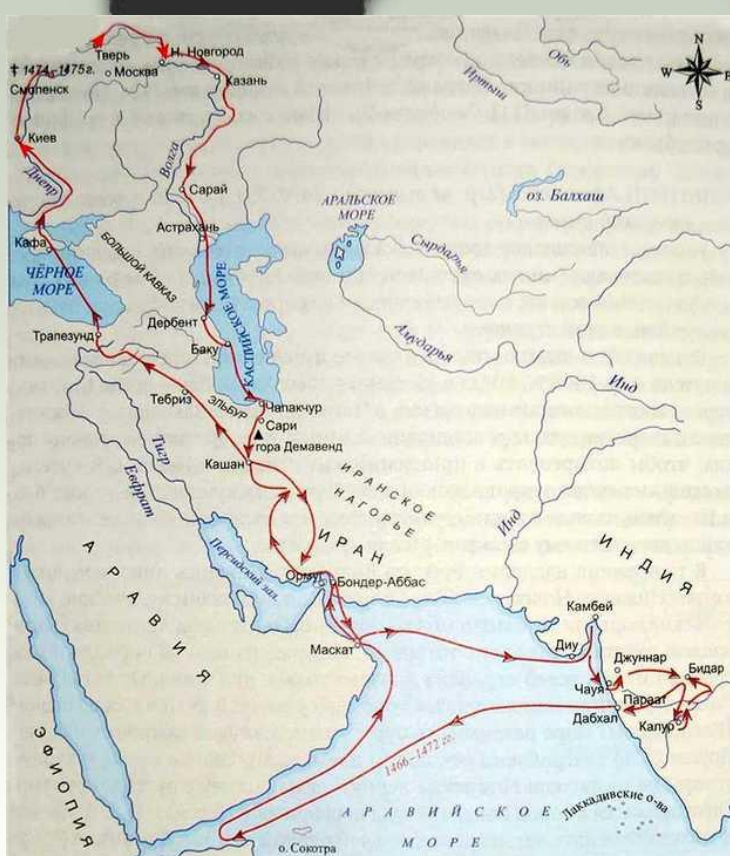 N
W
E
S
Тверь
Н. Новгород
† 1474–1475г.
Москва
Казань
Смоленск
Киев
Днепр
Волга
Сарай
Астрахань
Кафа
ЧЁРНОЕ
МОРЕ
БОЛЬШОЙ КАВКАЗ
КАСПИЙСКОЕ МОРЕ
Дербент
Баку
Трапезунд
Тебриз
ЭЛЬБУР
Чапакчур
Сари
гора Демавенд
Кашан
Обь
Иртыш
АРАЛЬСКОЕ
МОРЕ
оз. Балхаш
Сырдарья
Амударья
Тигр
Евфрат
ИРАНСКОЕ
НАГОРЬЕ
ИРАН
Инд
Инд
ИНДИЯ
АРАВИЯ
Персидский зал.
Ормуз
Бондер-Аббас
Маскат
Камбей
Диу
Джуннар
Бидар
Чаул
Параат
Дабхал
Калур
1466–1472 гг.
ЭФИОПИЯ
АРАВИЙСКОЕ
МОРЕ
Лаккадивские о-ва
о. Сокотра